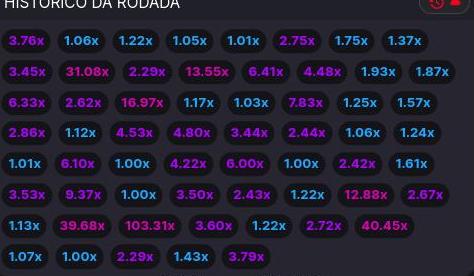 HISTÓRICO DA RODADA
3.76x 1.06x 1.22x 1.05x 1.01x 2.75x 1.75x 1.37x
3.45x 31.08x 2.29x 13.55x 6.41x 4.48x 1.93x 1.87x
6.33x 2.62x 16.97x 1.17x 1.03x 7.83x 1.25x 1.57x
2.86x 1.12x 4.53x 4.80x 3.44x 2.44x 1.06x 1.24x
1.01x 6.10x 1.00x 4.22x 6.00x 1.00x 2.42x 1.61x
3.53x 9.37x 1.00x 3.50x 2.43x 1.22x 12.88x 2.67x
1.13x 39.68x 103.31x 3.60x 1.22x 2.72x 40.45x
1.07x 1.00x 2.29x 1.43x 3.79x